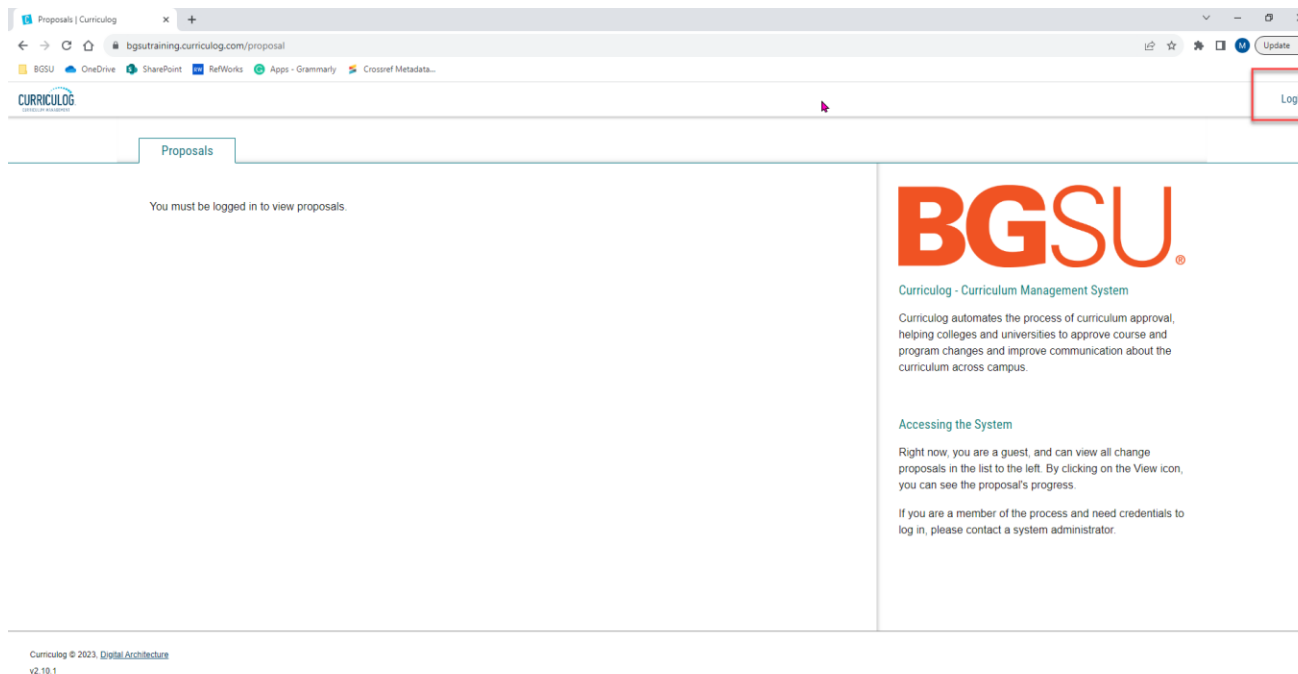 Proposals | Curriculog
bgsutraining.curriculog.com/proposal
M
Update
BGSU OneDrive SharePoint RefWorks Apps - Grammarly Crossref Metadata...
CURRICULOG
CURRICULUM MANAGEMENT
Log
Proposals
You must be logged in to view proposals.
BGSU®
Curriculog - Curriculum Management System
Curriculog automates the process of curriculum approval,
helping colleges and universities to approve course and
program changes and improve communication about the
curriculum across campus.
Accessing the System
Right now, you are a guest, and can view all change
proposals in the list to the left. By clicking on the View icon,
you can see the proposal's progress.
If you are a member of the process and need credentials to
log in, please contact a system administrator.
Curriculog © 2023, Digital Architecture
v2.10.1